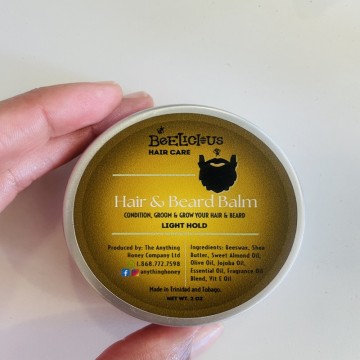 BEELICIOUS
HAIR CARE
Hair & Beard Balm
CONDITION, GROOM & GROW YOUR HAIR & BEARD
LIGHT HOLD
Produced by: The Anything
Honey Company Ltd
1.868.772.7598
anythinghoney
Ingredients: Beeswax, Shea
Butter, Sweet Almond Oil,
Olive Oil, Jojoba Oil,
Essential Oil, Fragrance Oil
Blend, Vit E Oil
Made in Trinidad and Tobago.
NET WT. 2 OZ